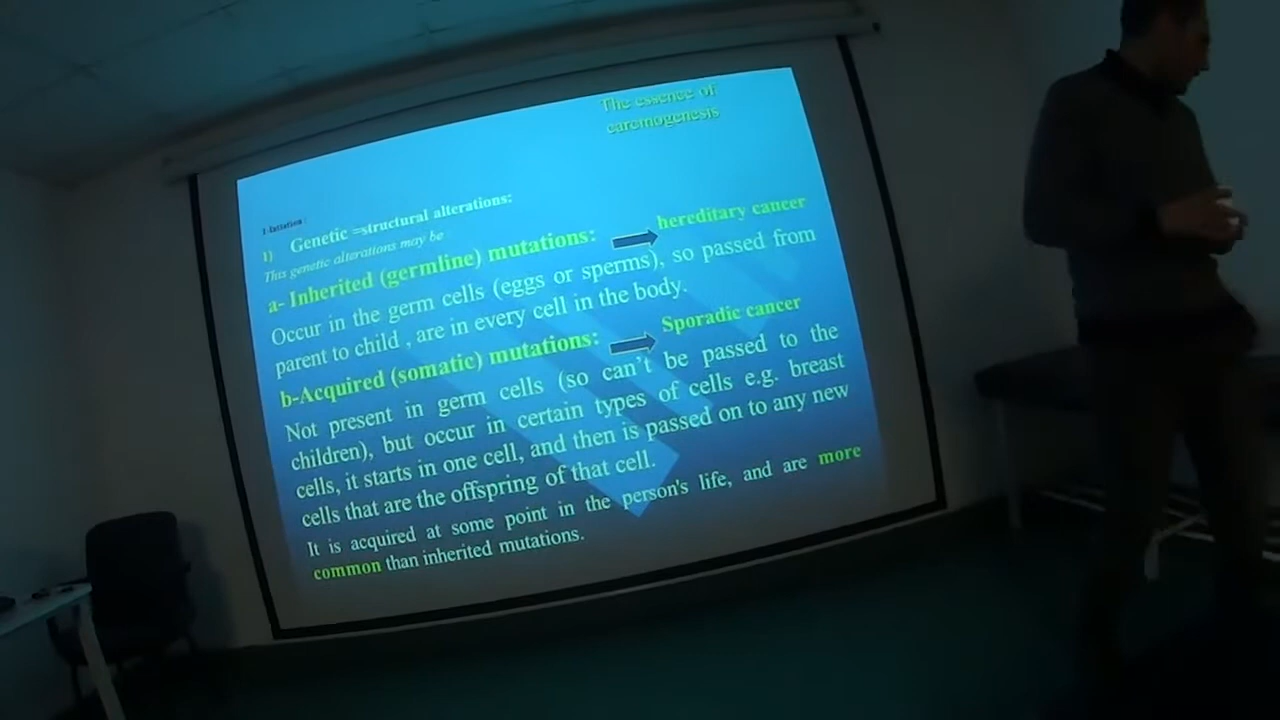 The essence of
carcinogenesis
1-Initiation
1) Genetic =structural alterations:
This genetic alterations may be
a- Inherited (germline) mutations: hereditary cancer
Occur in the germ cells (eggs or sperms), so passed from
parent to child , are in every cell in the body.
b-Acquired (somatic) mutations: Sporadic cancer
Not present in germ cells (so can't be passed to the
children), but occur in certain types of cells e.g. breast
cells, it starts in one cell, and then is passed on to any new
cells that are the offspring of that cell.
It is acquired at some point in the person's life, and are more
common than inherited mutations.